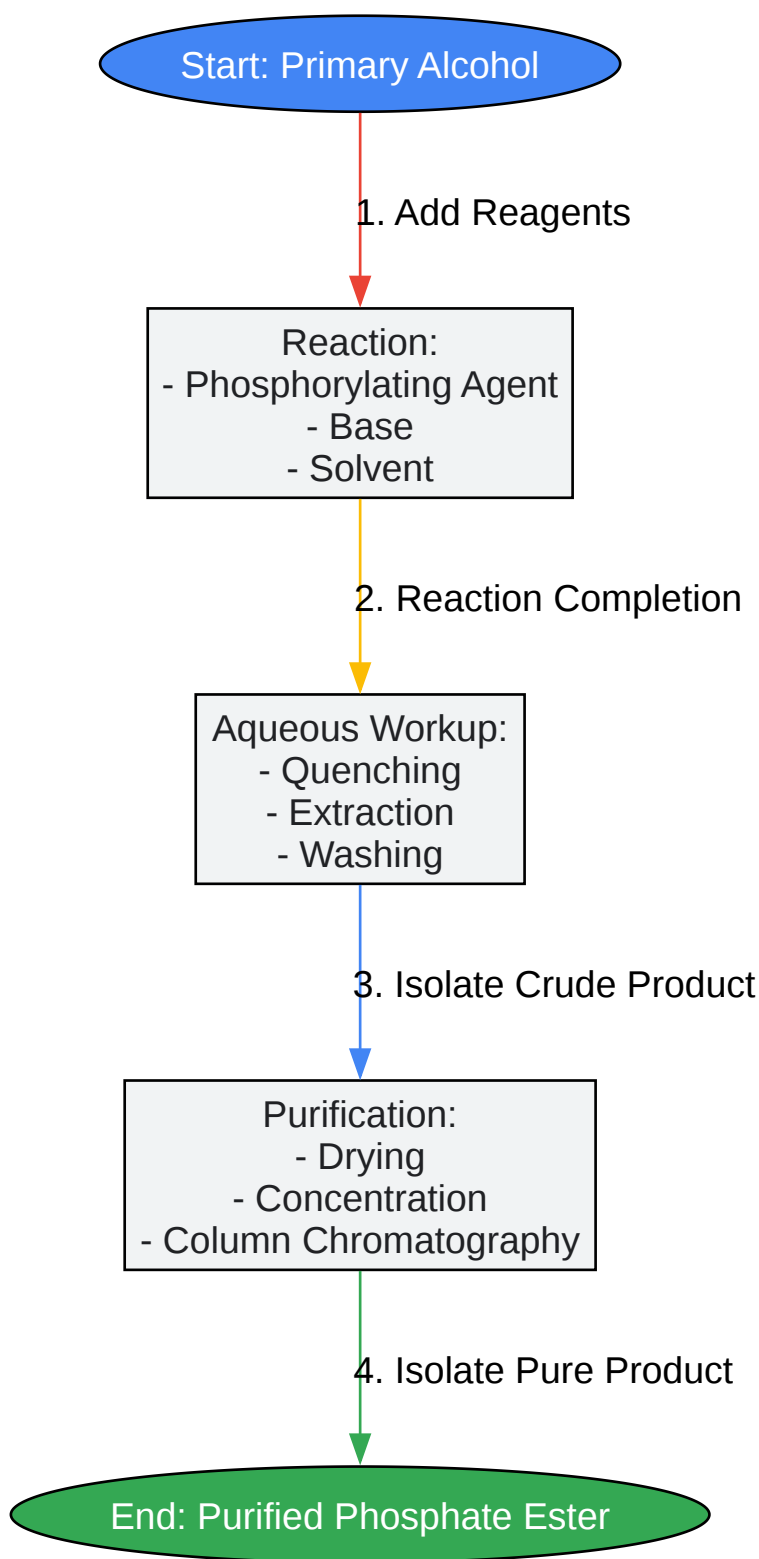 Start: Primary Alcohol
1. Add Reagents
Reaction:
- Phosphorylating Agent
- Base
- Solvent
2. Reaction Completion
Aqueous Workup:
- Quenching
- Extraction
- Washing
3. Isolate Crude Product
Purification:
- Drying
- Concentration
- Column Chromatography
4. Isolate Pure Product
End: Purified Phosphate Ester